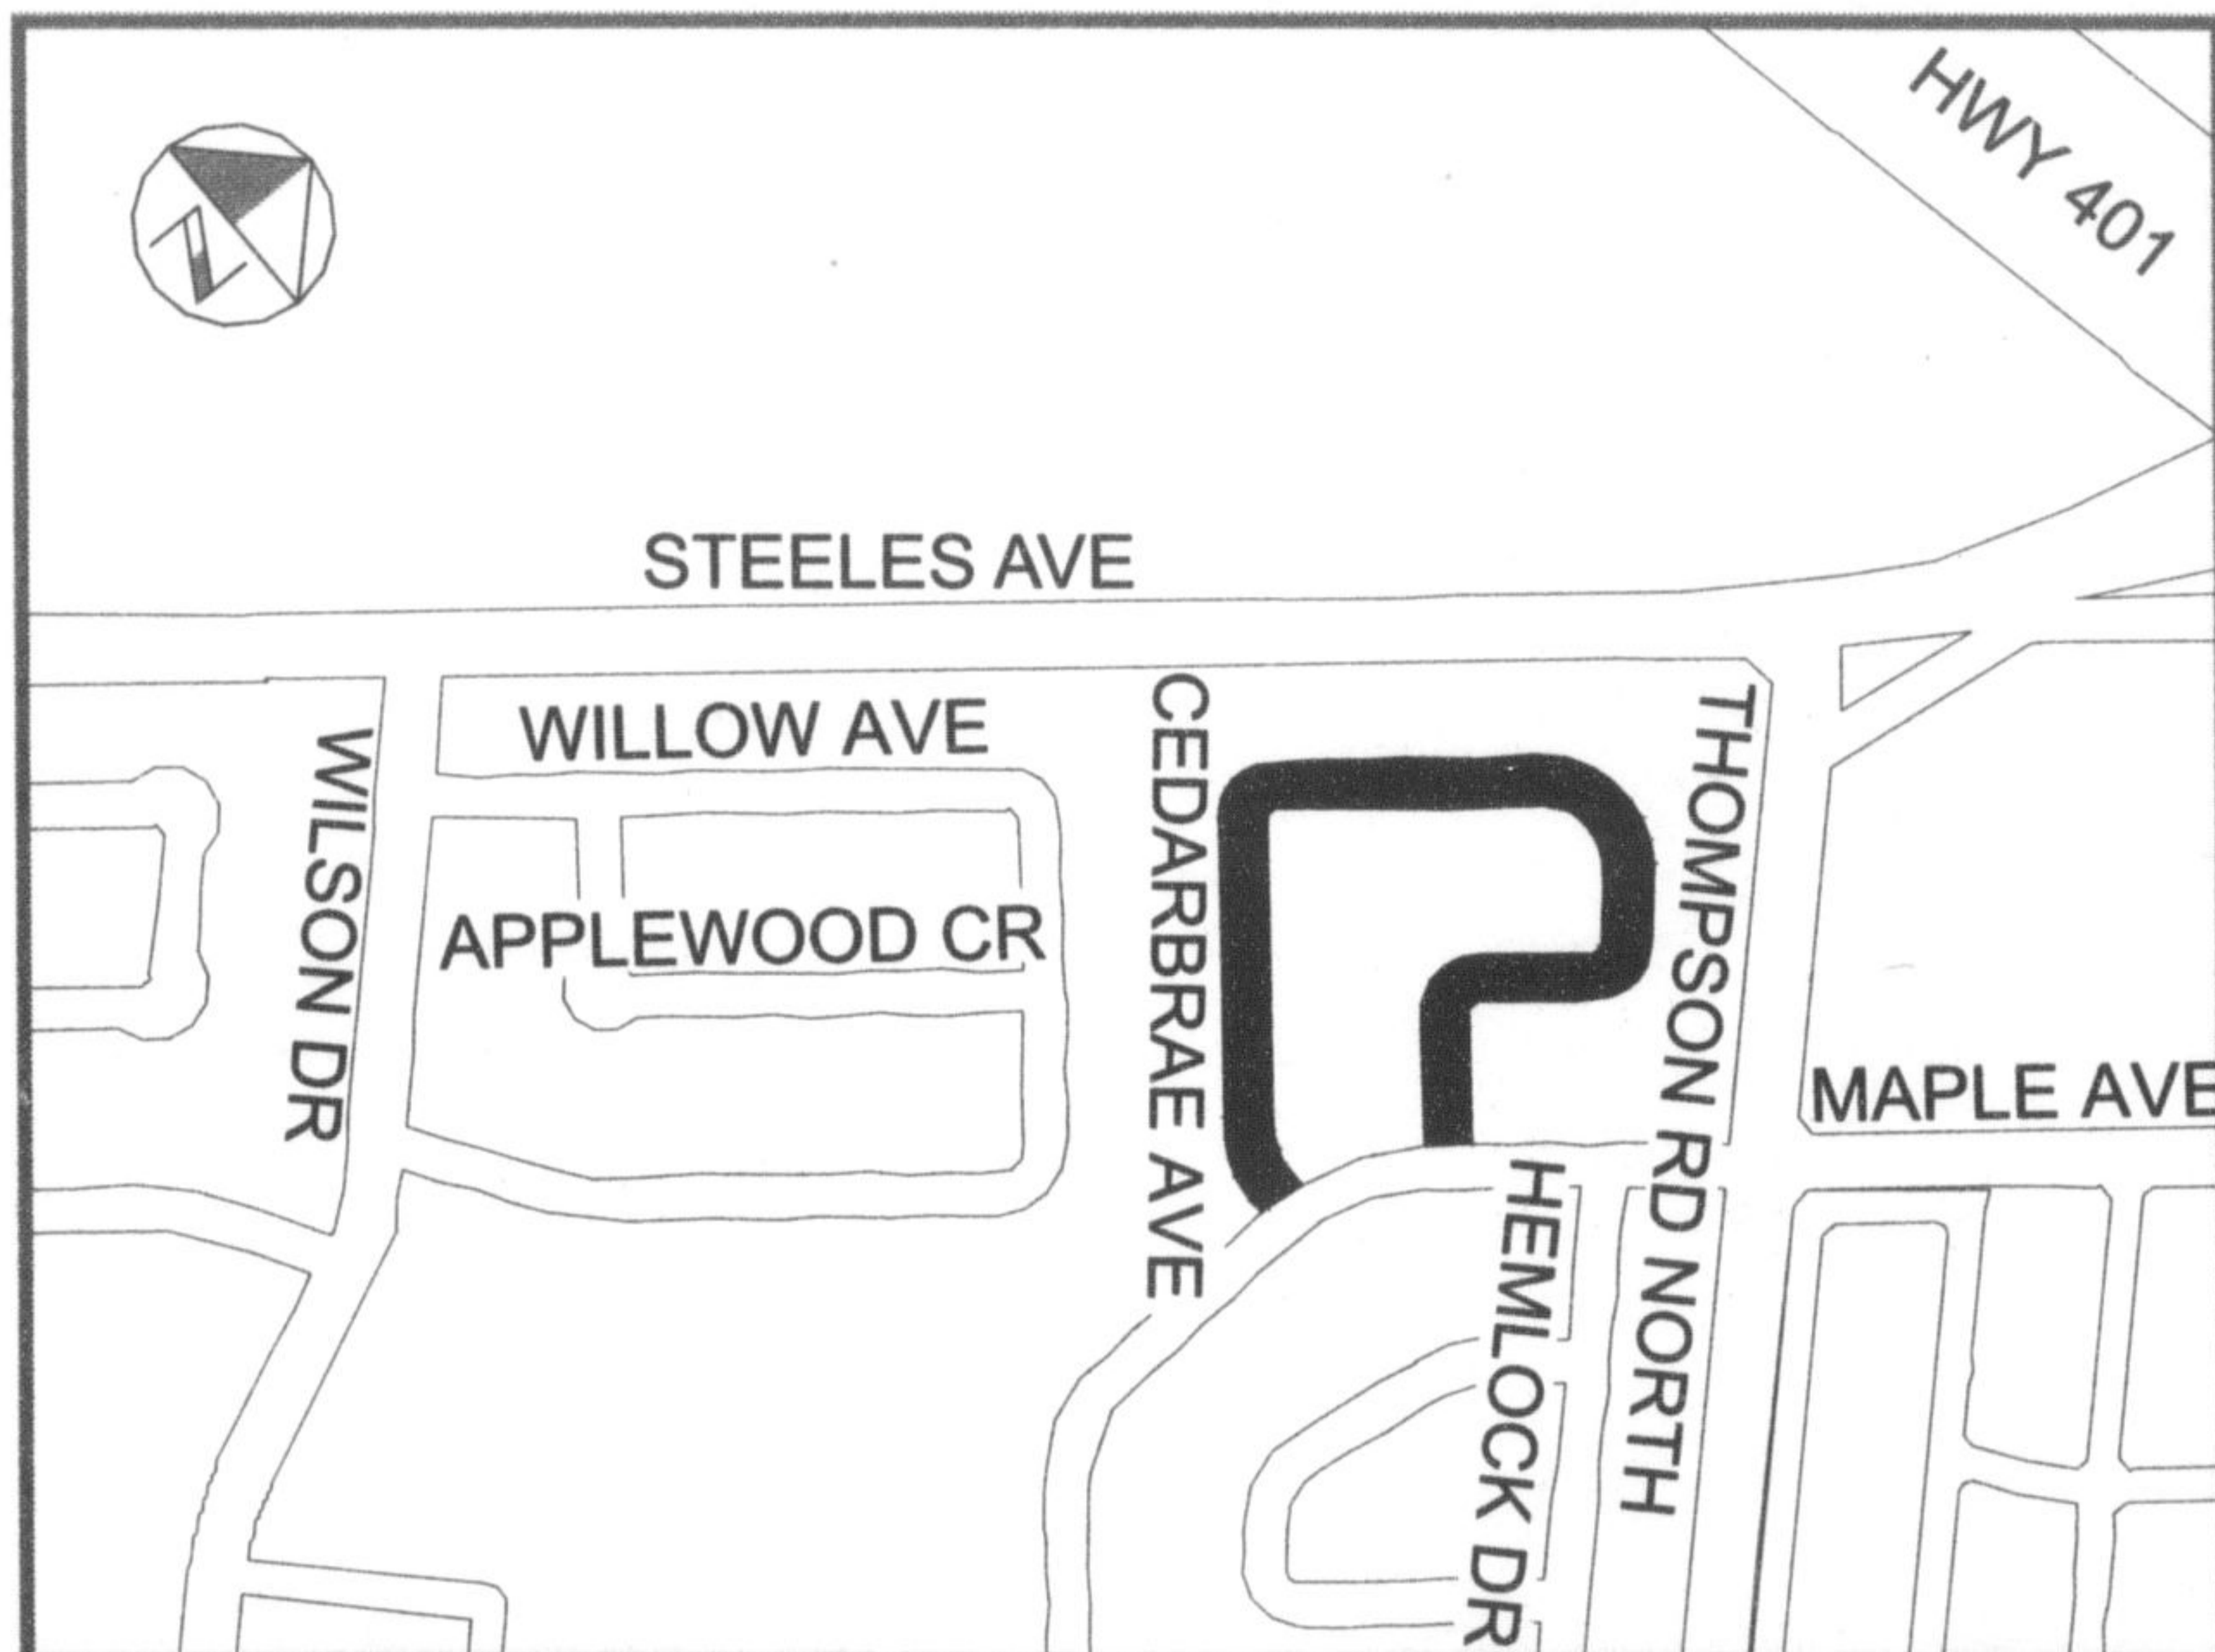 HWY 401
N
STEELES AVE
WILLOW AVE
CEDARBRAE AVE
THOMPSON RD NORTH
WILSON DR
APPLEWOOD CR
MAPLE AVE
HEMLOCK DR